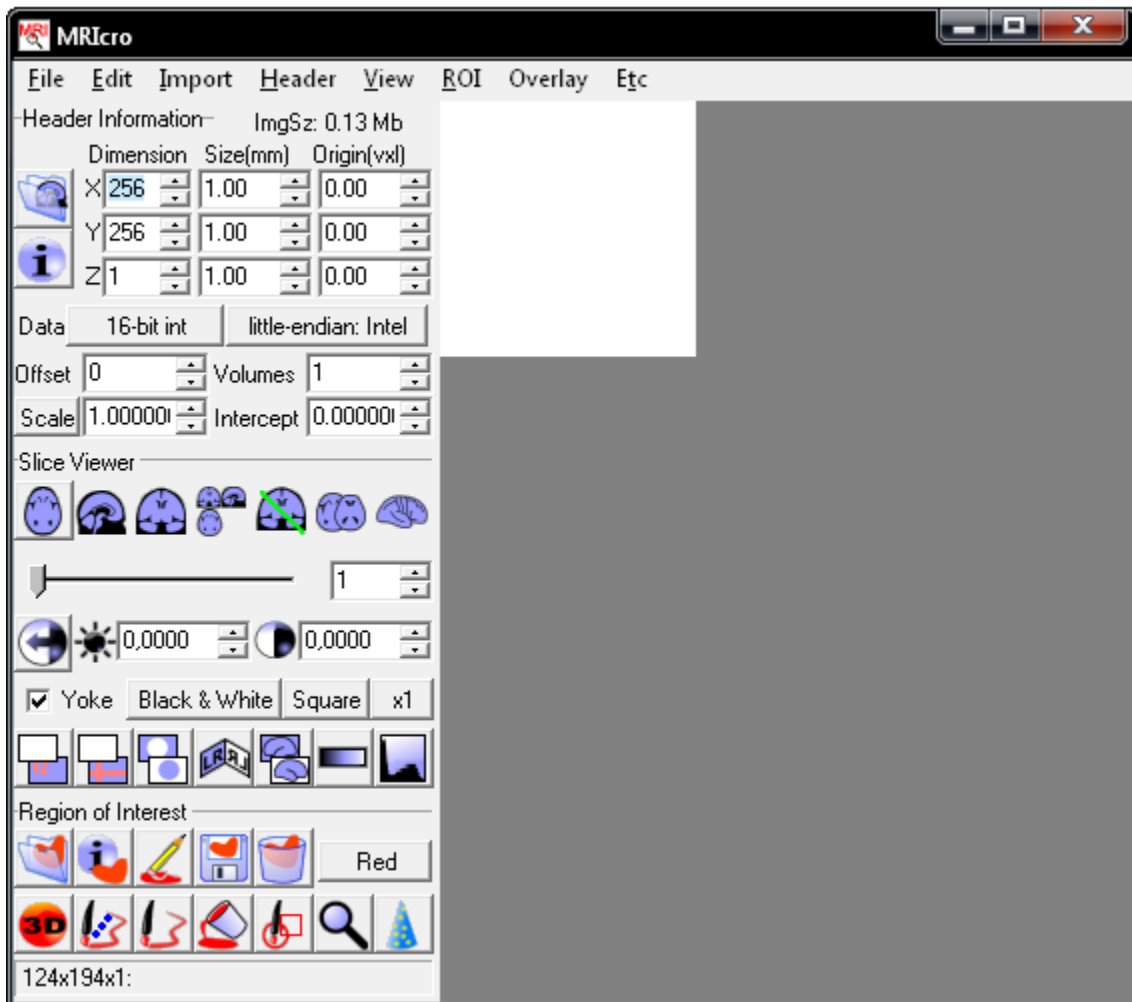 MRIcro
File Edit Import Header View ROI Overlay Etc
Header Information ImgSz: 0.13 Mb
Dimension Size(mm) Origin(vxl)
X 256 1.00 0.00
Y 256 1.00 0.00
Z 1 1.00 0.00
Data 16-bit int little-endian: Intel
Offset 0 Volumes 1
Scale 1.00000 Intercept 0.00000
Slice Viewer
1
0,0000 0,0000
Yoke Black & White Square x1
Region of Interest
Red
3D
124x194x1: